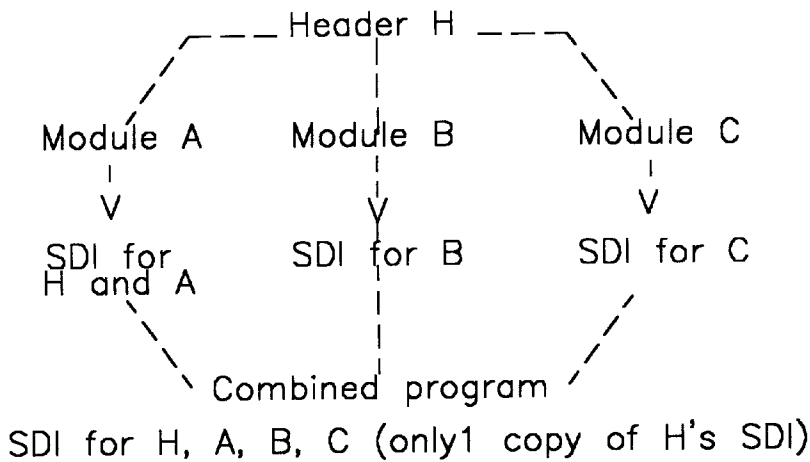 Header H
Module A Module B Module C
SDI for
H and A
SDI for B SDI for C
Combined program
SDI for H, A, B, C (only1 copy of H's SDI)